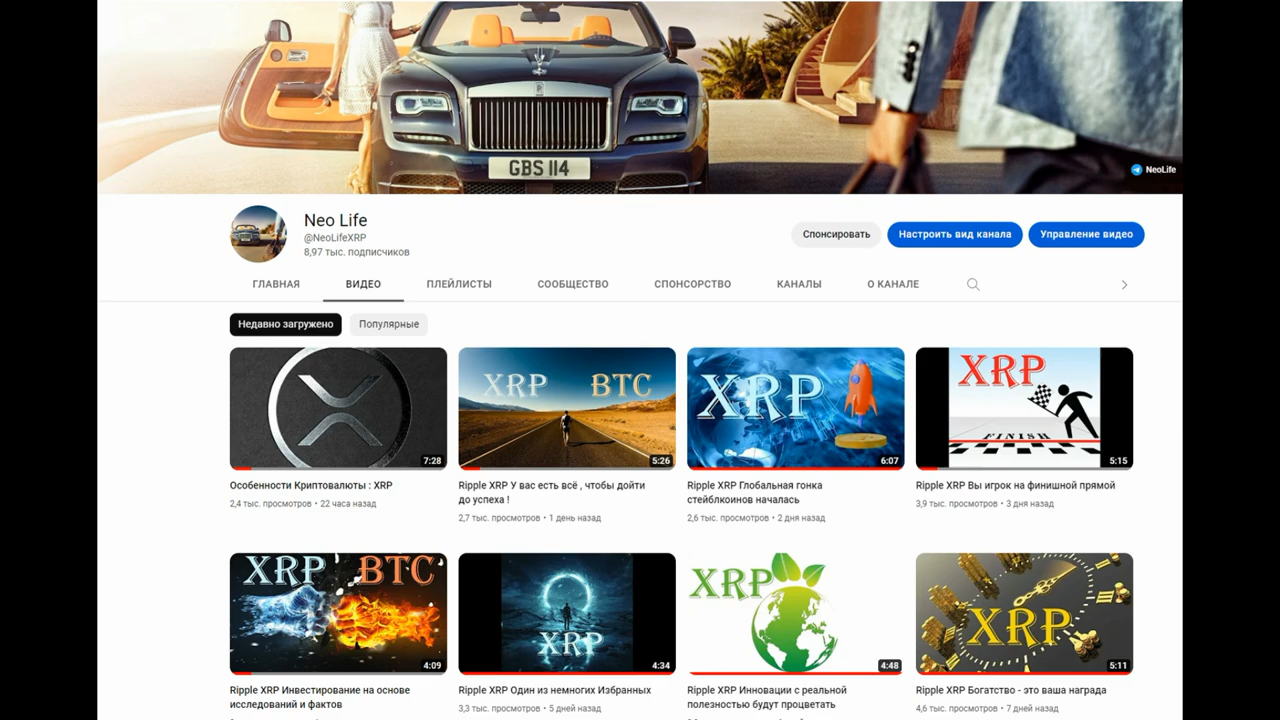 GBS 114
NeoLife
Neo Life
@NeoLifeXRP
8,97 тыс. подписчиков
Спонсировать
Настроить вид канала
Управление видео
ГЛАВНАЯ
ВИДЕО
ПЛЕЙЛИСТЫ
СООБЩЕСТВО
СПОНСОРСТВО
КАНАЛЫ
О КАНАЛЕ
Недавно загружено
Популярные
7:28
XRP BTC
5:26
XRP
6:07
XRP
FINISH
5:15
Особенности Криптовалюты : XRP
2,4 тыс. просмотров • 22 часа назад
Ripple XRP У вас есть всё , чтобы дойти
до успеха !
2,7 тыс. просмотров • 1 день назад
Ripple XRP Глобальная гонка
стейблкоинов началась
2,6 тыс. просмотров • 2 дня назад
Ripple XRP Вы игрок на финишной прямой
3,9 тыс. просмотров • 3 дня назад
XRP BTC
4:09
XRP
4:34
XRP
4:48
XRP
5:11
Ripple XRP Инвестирование на основе
исследований и фактов
Ripple XRP Один из немногих Избранных
3,3 тыс. просмотров • 5 дней назад
Ripple XRP Инновации с реальной
полезностью будут процветать
Ripple XRP Богатство - это ваша награда
4,6 тыс. просмотров • 7 дней назад